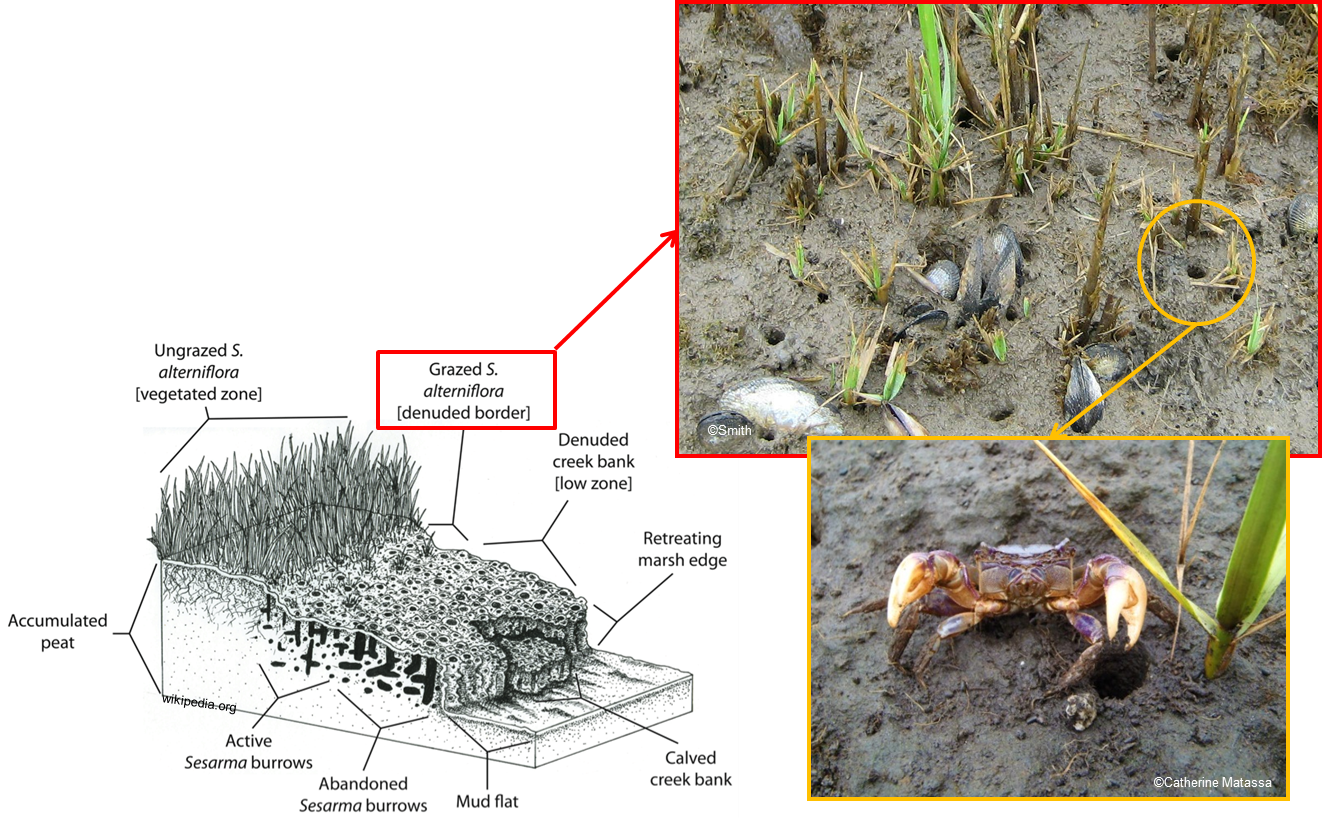 ©Smith
Ungrazed S.
alterniflora
[vegetated zone]
Grazed S.
alterniflora
[denuded border]
Denuded
creek bank
[low zone]
Retreating
marsh edge
Accumulated
peat
wikipedia.org
Active
Sesarma burrows
Abandoned
Sesarma burrows
Mud flat
Calved
creek bank
©Catherine Matassa